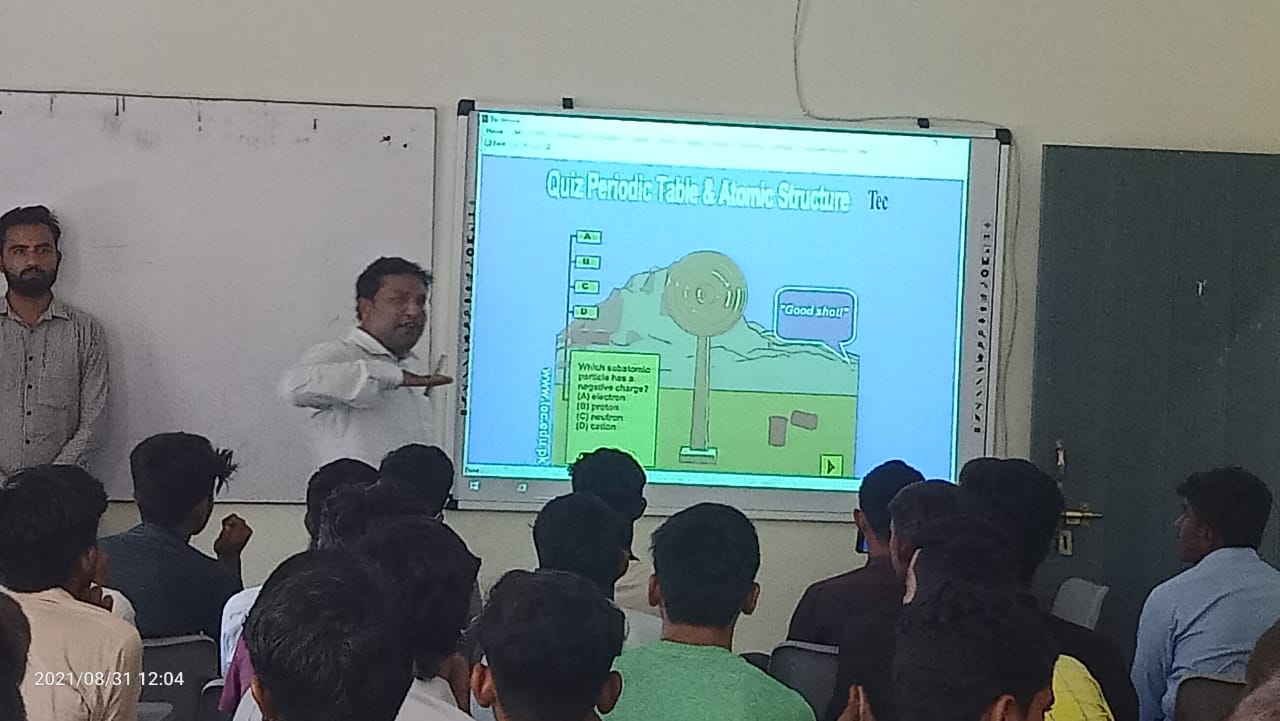 Quiz Periodic Table & Atomic Structure Tec
A
B
C
D
"Good shot!"
Which subatomic
particle has a
negative charge?
(A) electron
(B) proton
(C) neutron
(D) cation
2021/08/31 12:04